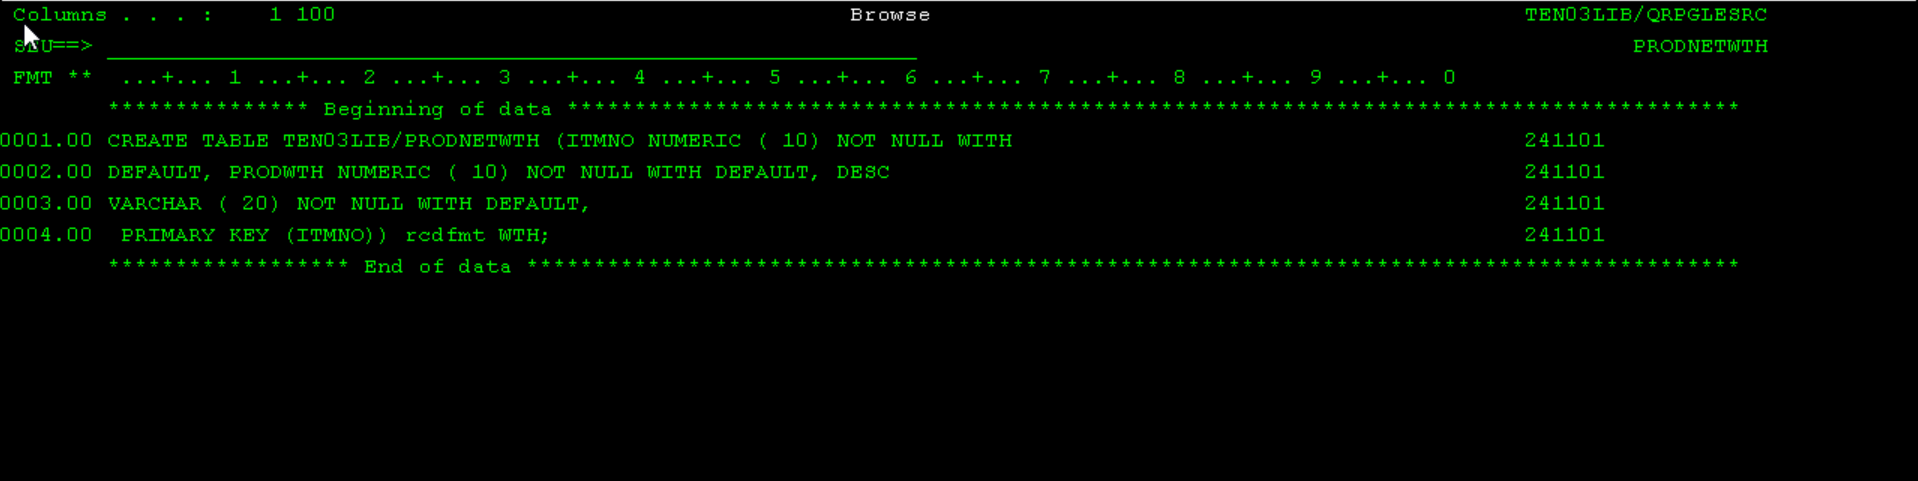 Columns . . . :    1 100                                      Browse                                            TEN03LIB/QRPGLESRC
SEU==>                                                                                                                  PRODNETWTH
FMT **  ...+... 1 ...+... 2 ...+... 3 ...+... 4 ...+... 5 ...+... 6 ...+... 7 ...+... 8 ...+... 9 ...+... 0
*************** Beginning of data ***************************************************************************************
0001.00 CREATE TABLE TEN03LIB/PRODNETWTH (ITMNO NUMERIC ( 10) NOT NULL WITH                                      241101
0002.00 DEFAULT, PRODWTH NUMERIC ( 10) NOT NULL WITH DEFAULT, DESC                                               241101
0003.00 VARCHAR ( 20) NOT NULL WITH DEFAULT,                                                                     241101
0004.00  PRIMARY KEY (ITMNO)) rcdfmt WTH;                                                                        241101
****************** End of data ******************************************************************************************